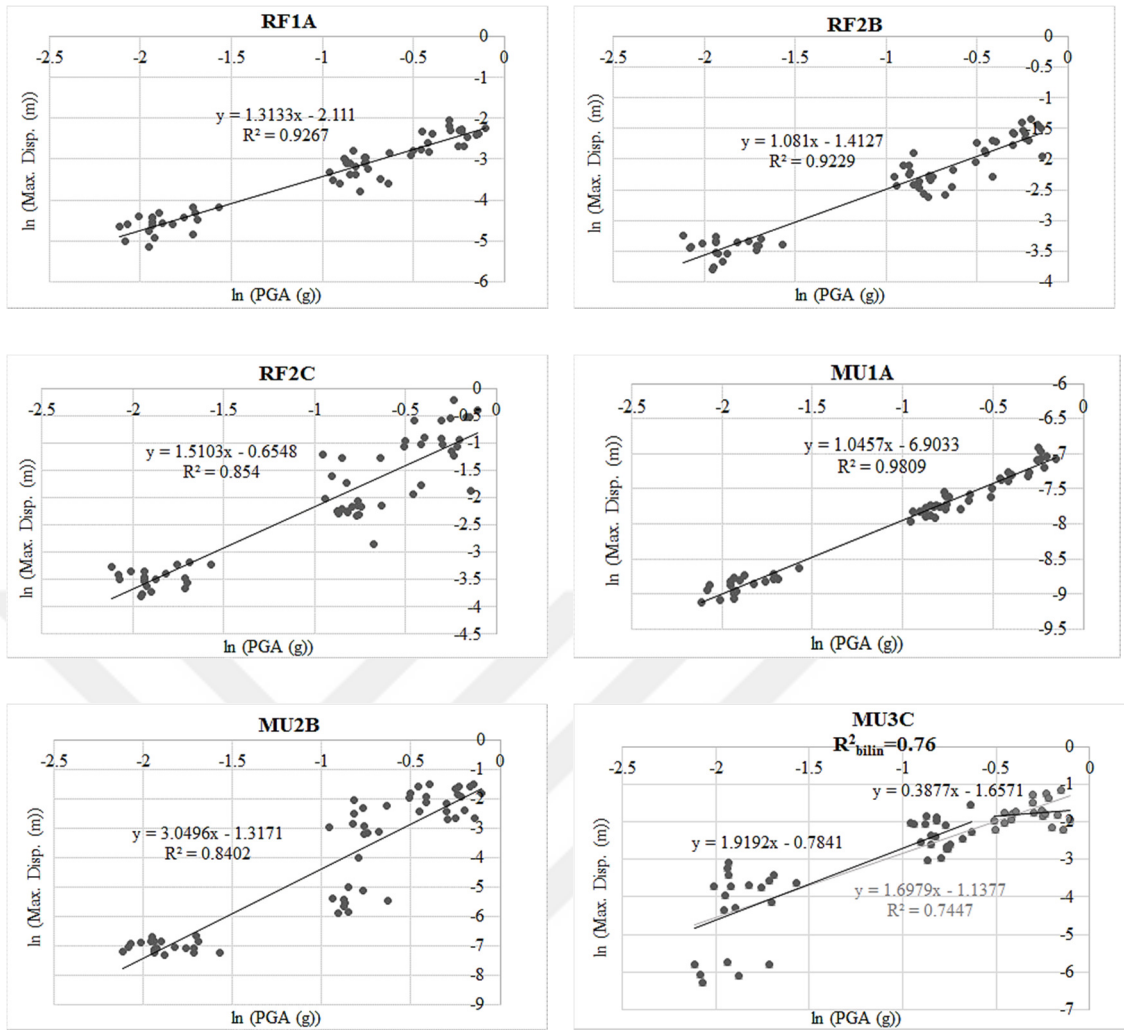 RF1A
-2.5 -2 -1.5 -1 -0.5 0
0
-1
-2
-3
-4
-5
-6
y = 1.3133x - 2.111
R² = 0.9267
ln (Max. Disp. (m))
ln (PGA (g))
RF2B
-2.5 -2 -1.5 -1 -0.5 0
0
-0.5
-1
-1.5
-2
-2.5
-3
-3.5
-4
y = 1.081x - 1.4127
R² = 0.9229
ln (Max. Disp. (m))
ln (PGA (g))
RF2C
-2.5 -2 -1.5 -1 -0.5 0
0
-0.5
-1
-1.5
-2
-2.5
-3
-3.5
-4
-4.5
y = 1.5103x - 0.6548
R² = 0.854
ln (Max. Disp. (m))
ln (PGA (g))
MU1A
-2.5 -2 -1.5 -1 -0.5 0
-6
-6.5
-7
-7.5
-8
-8.5
-9
-9.5
y = 1.0457x - 6.9033
R² = 0.9809
ln (Max. Disp. (m))
ln (PGA (g))
MU2B
-2.5 -2 -1.5 -1 -0.5 0
0
-1
-2
-3
-4
-5
-6
-7
-8
-9
y = 3.0496x - 1.3171
R² = 0.8402
ln (Max. Disp. (m))
ln (PGA (g))
MU3C
R²bilin=0.76
-2.5 -2 -1.5 -1 -0.5 0
0
-1
-2
-3
-4
-5
-6
-7
y = 0.3877x - 1.6571
y = 1.9192x - 0.7841
y = 1.6979x - 1.1377
R² = 0.7447
ln (Max. Disp. (m))
ln (PGA (g))